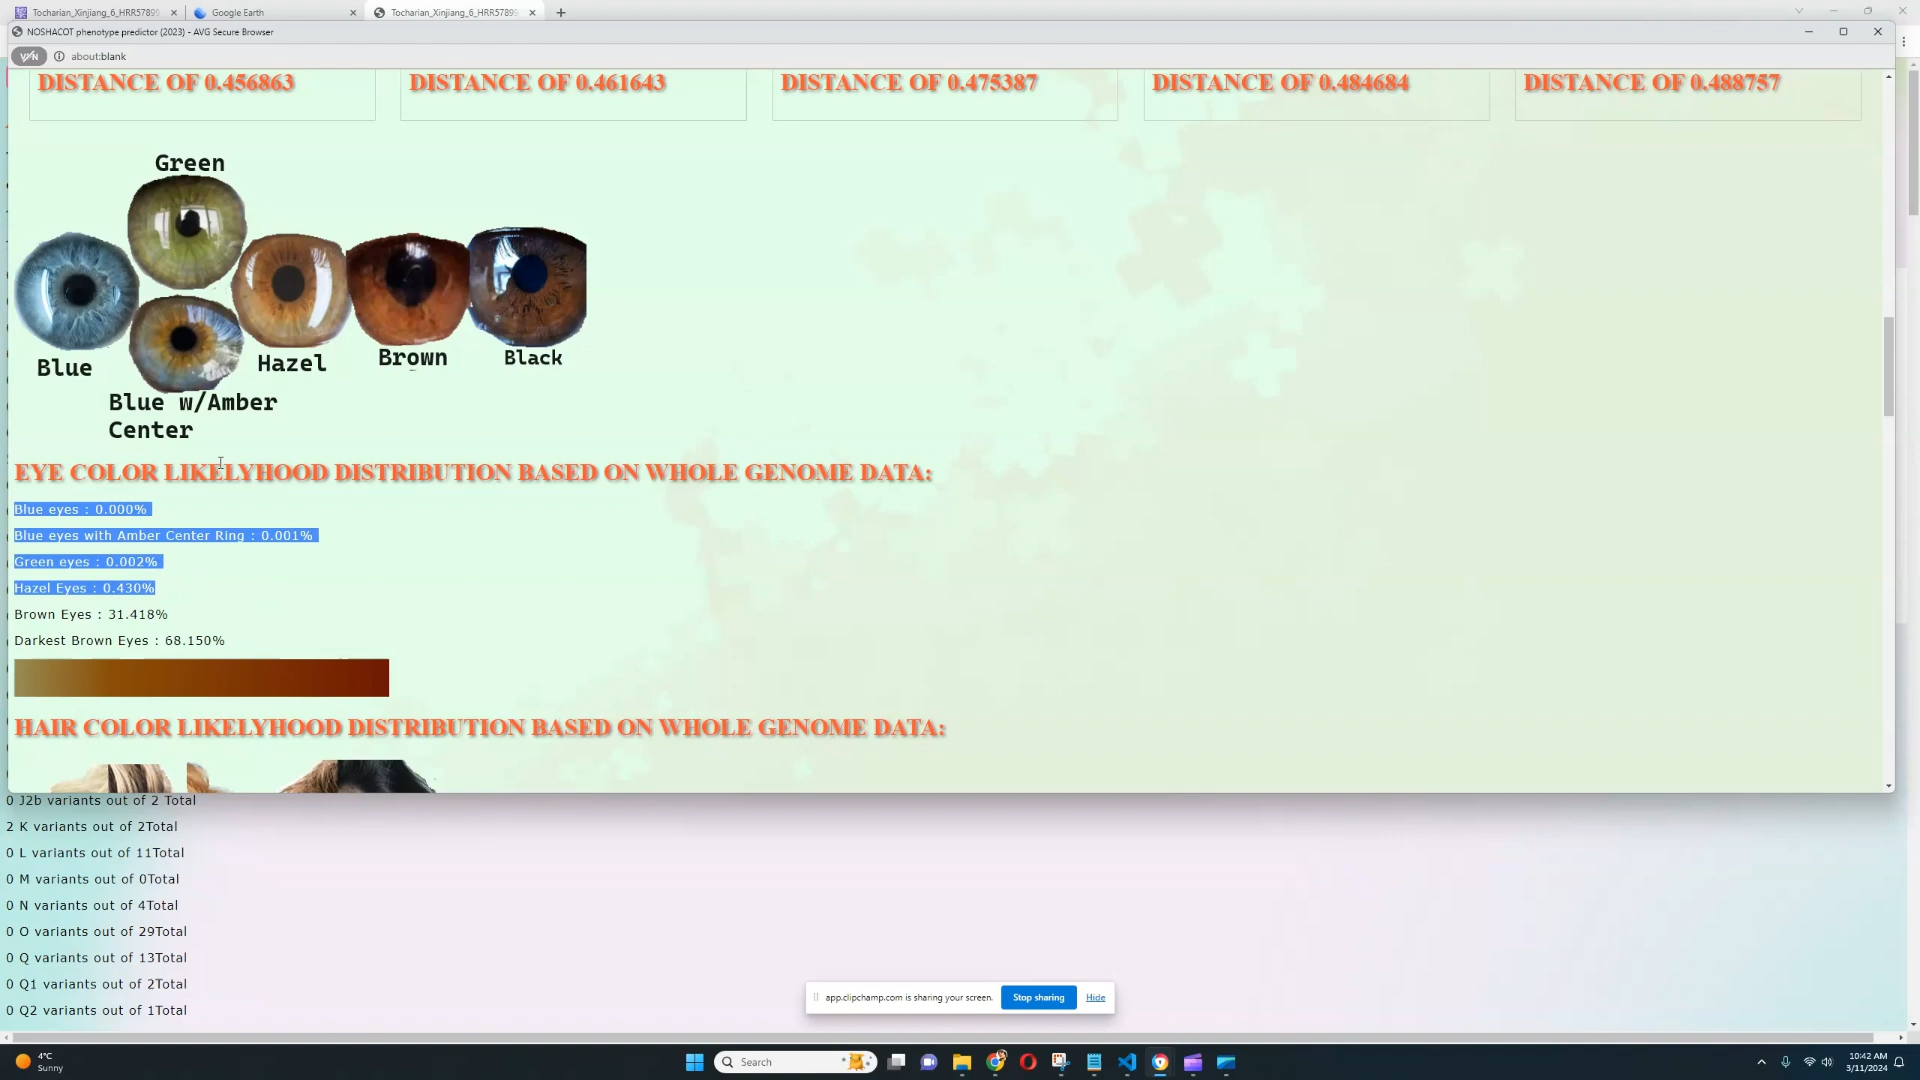 Tocharian_Xinjiang_6_HRR57899
Google Earth
Tocharian_Xinjiang_6_HRR57899
NOSHACOT phenotype predictor (2023) - AVG Secure Browser
VPN
about:blank
DISTANCE OF 0.456863
DISTANCE OF 0.461643
DISTANCE OF 0.475387
DISTANCE OF 0.484684
DISTANCE OF 0.488757
Green
Blue
Hazel
Brown
Black
Blue w/Amber
Center
EYE COLOR LIKELYHOOD DISTRIBUTION BASED ON WHOLE GENOME DATA:
Blue eyes : 0.000%
Blue eyes with Amber Center Ring : 0.001%
Green eyes : 0.002%
Hazel Eyes : 0.430%
Brown Eyes : 31.418%
Darkest Brown Eyes : 68.150%
HAIR COLOR LIKELYHOOD DISTRIBUTION BASED ON WHOLE GENOME DATA:
0 J2b variants out of 2 Total
2 K variants out of 2Total
0 L variants out of 11Total
0 M variants out of 0Total
0 N variants out of 4Total
0 O variants out of 29Total
0 Q variants out of 13Total
0 Q1 variants out of 2Total
0 Q2 variants out of 1Total
app.clipchamp.com is sharing your screen.
Stop sharing
Hide
4°C
Sunny
Search
10:42 AM
3/11/2024